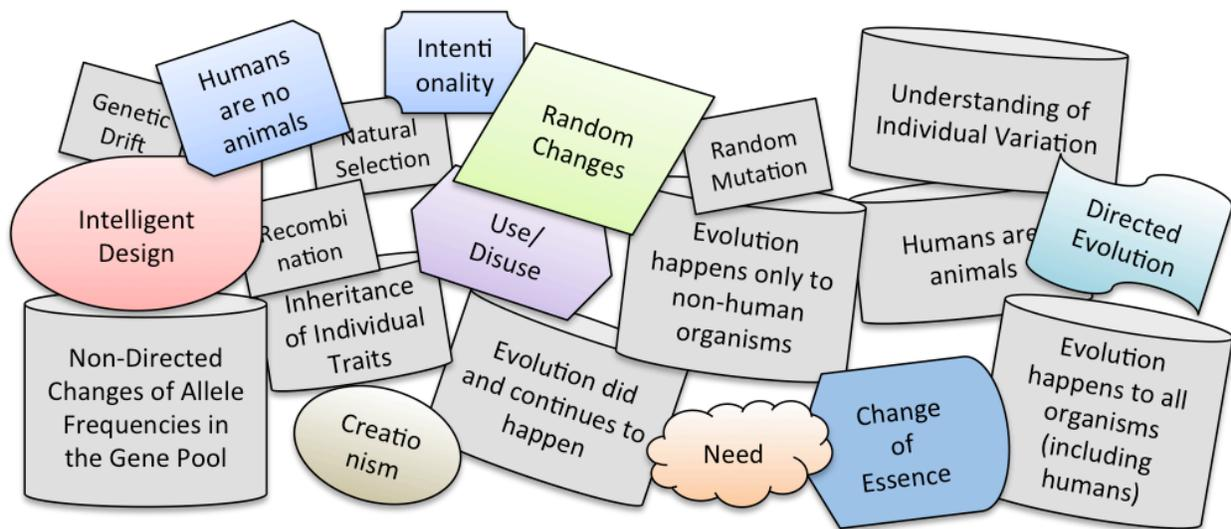 Genetic
Drift
Humans
are no
animals
Intenti
onality
Natural
Selection
Random
Changes
Random
Mutation
Understanding of
Individual Variation
Intelligent
Design
Recombi
nation
Use/
Disuse
Evolution
happens only to
non-human
organisms
Humans are
animals
Directed
Evolution
Non-Directed
Changes of Allele
Frequencies in
the Gene Pool
Inheritance
of Individual
Traits
Creatio
nism
Evolution did
and continues to
happen
Need
Change
of
Essence
Evolution
happens to all
organisms
(including
humans)